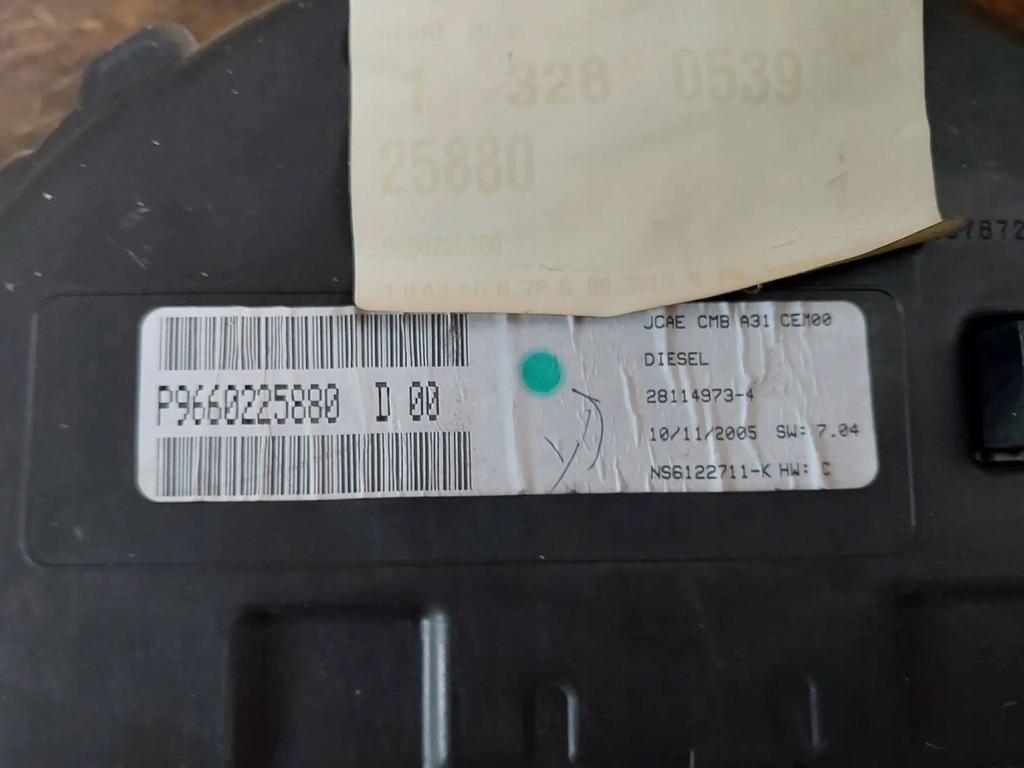 1 328 0539
25880
9660225880
P9660225880 D 00
JCAE CMB A31 CEM00
DIESEL
28114973-4
10/11/2005 SW: 7.04
NS6122711-K HW: C